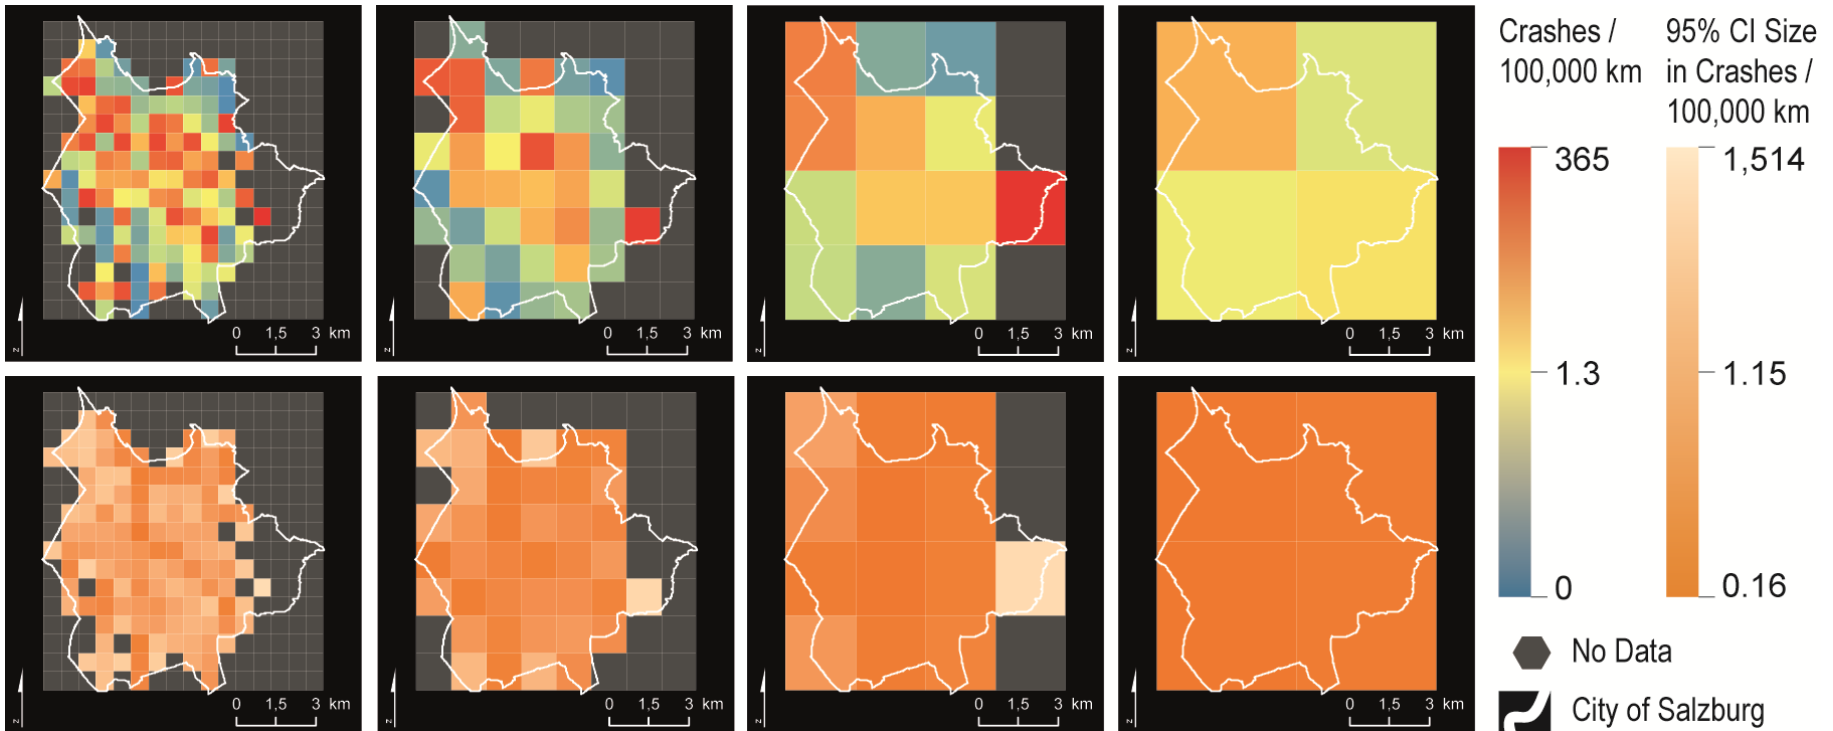 Crashes /
100,000 km
95% CI Size
in Crashes /
100,000 km
365
1.3
0
1,514
1.15
0.16
No Data
City of Salzburg
0 1,5 3 km
z
0 1,5 3 km
z
0 1,5 3 km
z
0 1,5 3 km
z
0 1,5 3 km
z
0 1,5 3 km
z
0 1,5 3 km
z
0 1,5 3 km
z